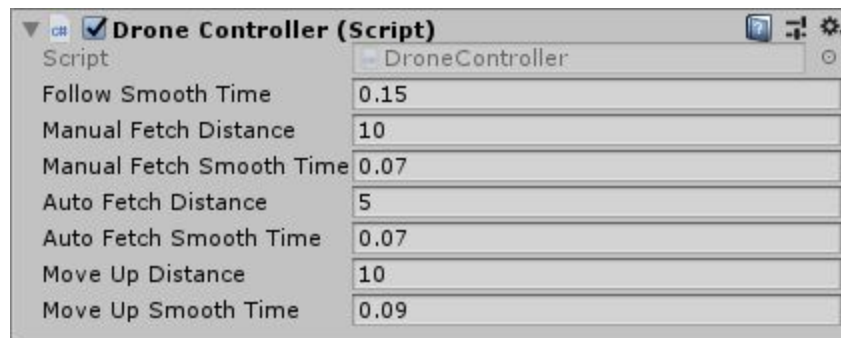 Drone Controller (Script)
Script DroneController
Follow Smooth Time 0.15
Manual Fetch Distance 10
Manual Fetch Smooth Time 0.07
Auto Fetch Distance 5
Auto Fetch Smooth Time 0.07
Move Up Distance 10
Move Up Smooth Time 0.09